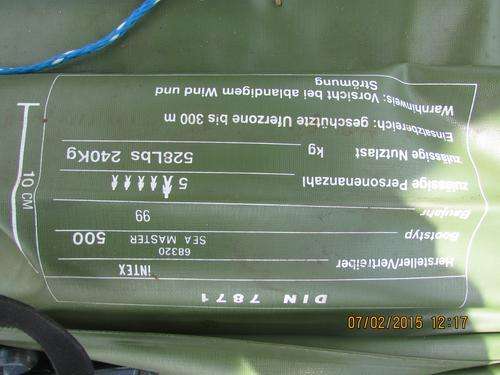 DIN 7871
Hersteller/Vertreiber INTEX
68320
Bootstyp SEA MASTER 500
Baujahr 99
zulässige Personenanzahl 5
zulässige Nutzlast kg 528Lbs 240Kg
Einsatzbereich: geschützte Uferzone bis 300 m
Warnhinweis: Vorsicht bei ablandigem Wind und
Strömung
10 CM
07/02/2015 12:17